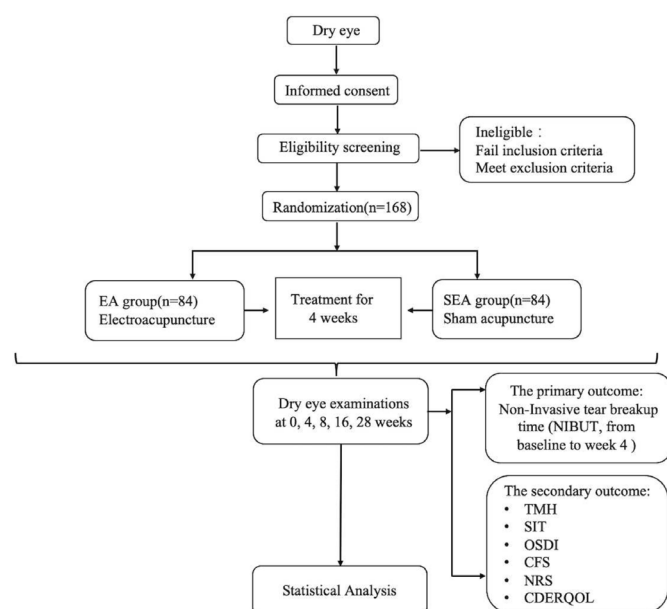 Dry eye
Informed consent
Eligibility screening
Ineligible：
Fail inclusion criteria
Meet exclusion criteria
Randomization(n=168)
EA group(n=84)
Electroacupuncture
Treatment for
4 weeks
SEA group(n=84)
Sham acupuncture
Dry eye examinations
at 0, 4, 8, 16, 28 weeks
The primary outcome:
Non-Invasive tear breakup
time (NIBUT, from
baseline to week 4 )
The secondary outcome:
• TMH
• SIT
• OSDI
• CFS
• NRS
• CDERQOL
Statistical Analysis